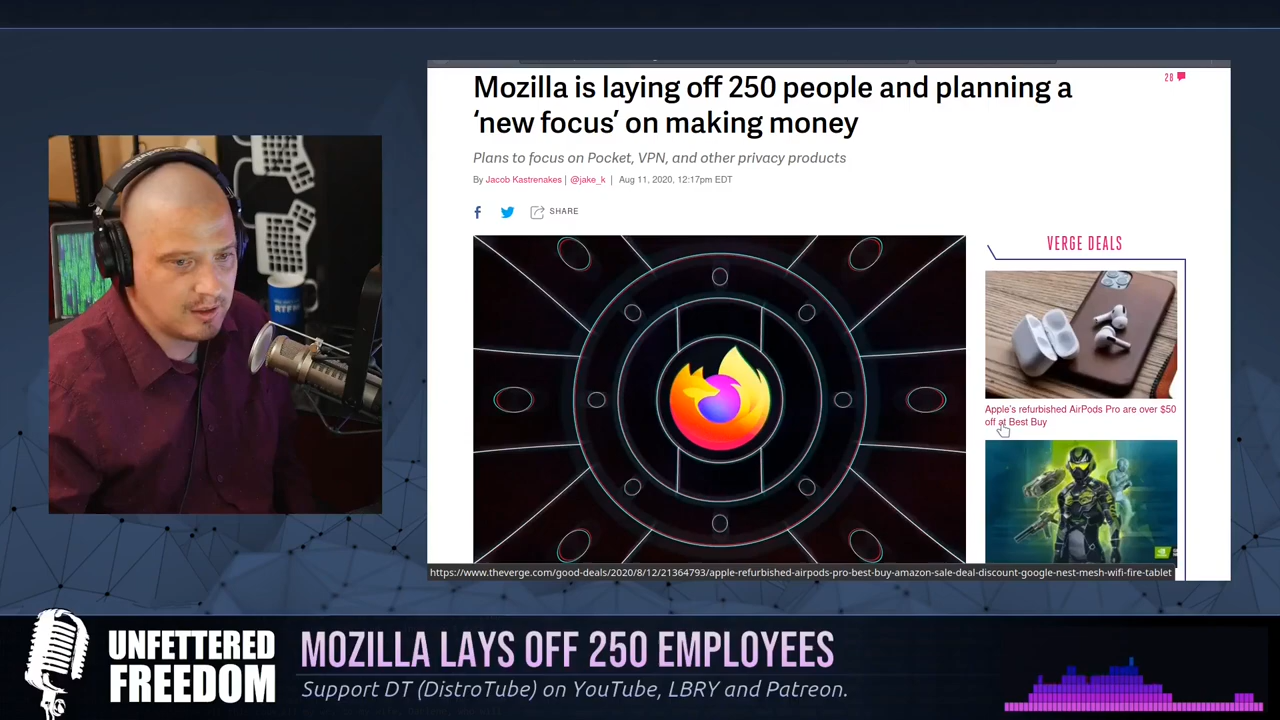 Mozilla is laying off 250 people and planning a
‘new focus’ on making money
28
Plans to focus on Pocket, VPN, and other privacy products
By Jacob Kastrenakes | @jake_k | Aug 11, 2020, 12:17pm EDT
SHARE
VERGE DEALS
Apple's refurbished AirPods Pro are over $50
off at Best Buy
https://www.theverge.com/good-deals/2020/8/12/21364793/apple-refurbished-airpods-pro-best-buy-amazon-sale-deal-discount-google-nest-mesh-wifi-fire-tablet
UNFETTERED
FREEDOM
MOZILLA LAYS OFF 250 EMPLOYEES
Support DT (DistroTube) on YouTube, LBRY and Patreon.